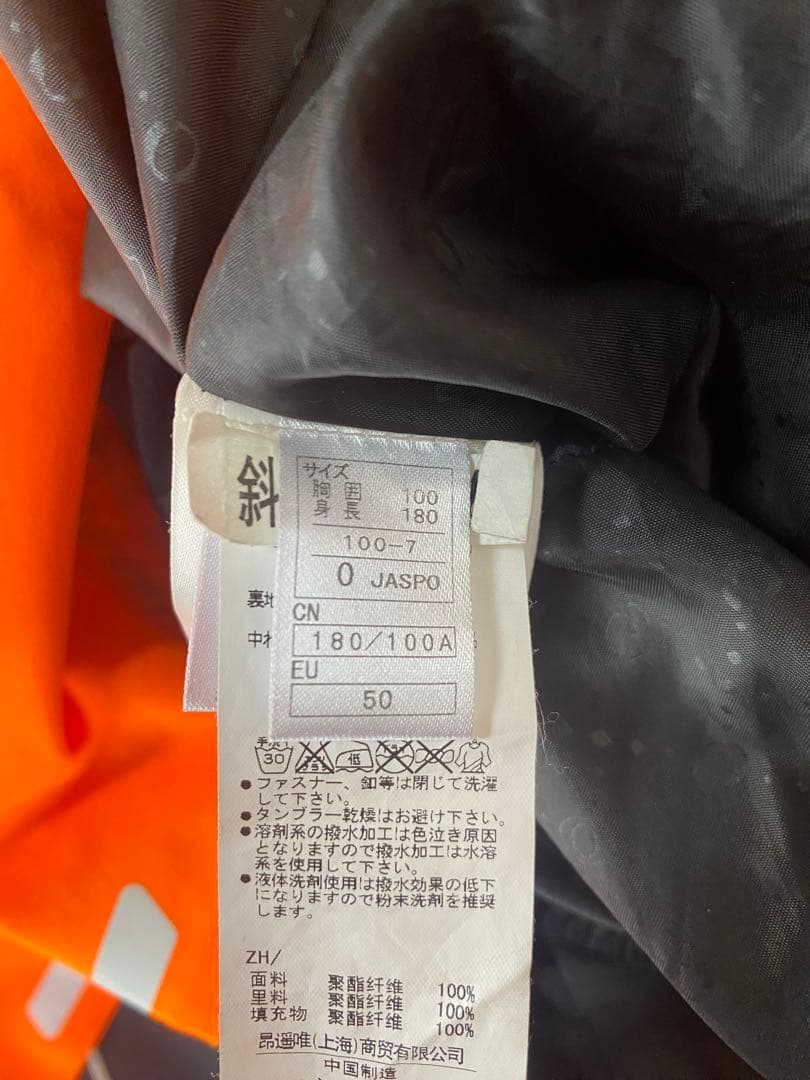 サイズ
胸囲 100
身長 180
100-7
O JASPO
CN
180/100A
EU
50
斜
裏地
中わ
手洗 30
低
●ファスナー、釦等は閉じて洗濯
して下さい。
●タンブラー乾燥はお避け下さい。
●溶剤系の撥水加工は色泣き原因
となりますので撥水加工は水溶
系を使用して下さい。
●液体洗剤使用は撥水効果の低下
になりますので粉末洗剤を推奨
します。
ZH/
面料 聚酯纤维 100%
里料 聚酯纤维 100%
填充物 聚酯纤维 100%
昂遥唯(上海)商贸有限公司
中国制造